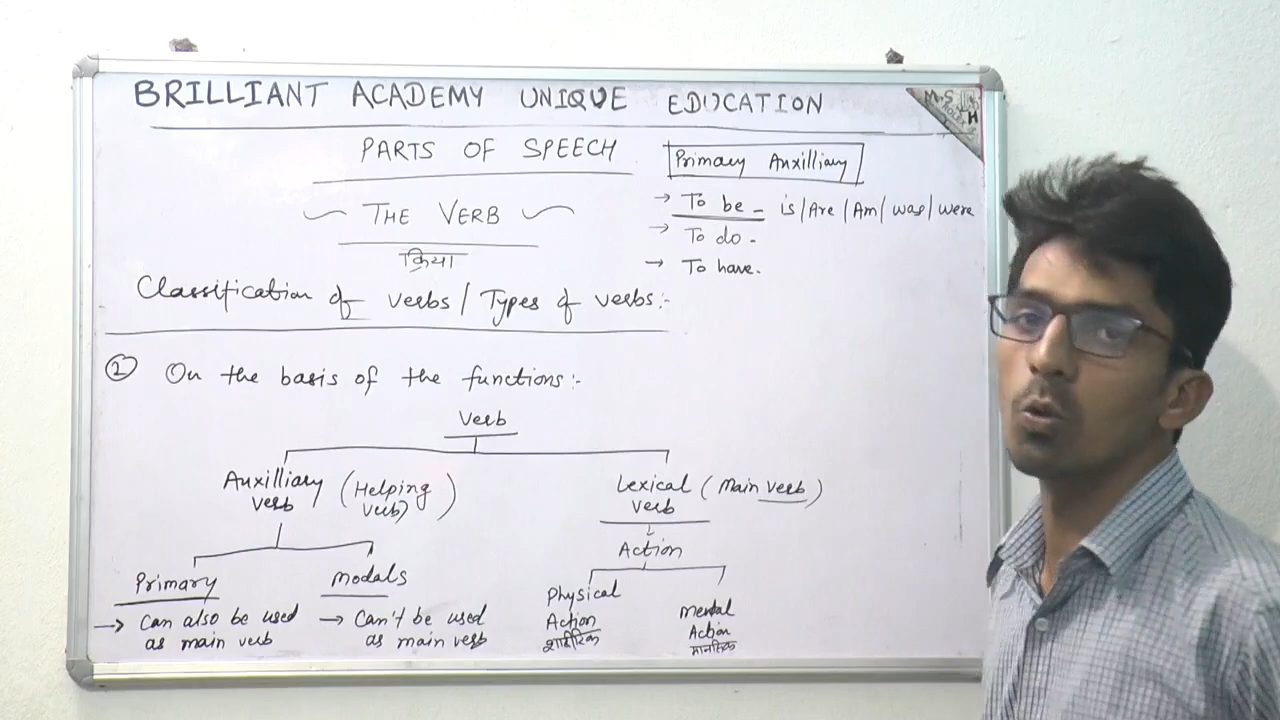 BRILLIANT ACADEMY UNIQUE EDUCATION
PARTS OF SPEECH
THE VERB
क्रिया
Primary Auxilliary
→ To be - is/Are/Am/was/were
→ To do -
→ To have.
Classification of verbs / Types of verbs:-
② On the basis of the functions:-
Verb
Auxilliary verb (Helping verb)
Lexical verb (Main verb)
Action
Primary
→ Can also be used
as main verb
Modals
→ Can't be used
as main verb
Physical
Action
शारीरिक
Mental
Action
मानसिक